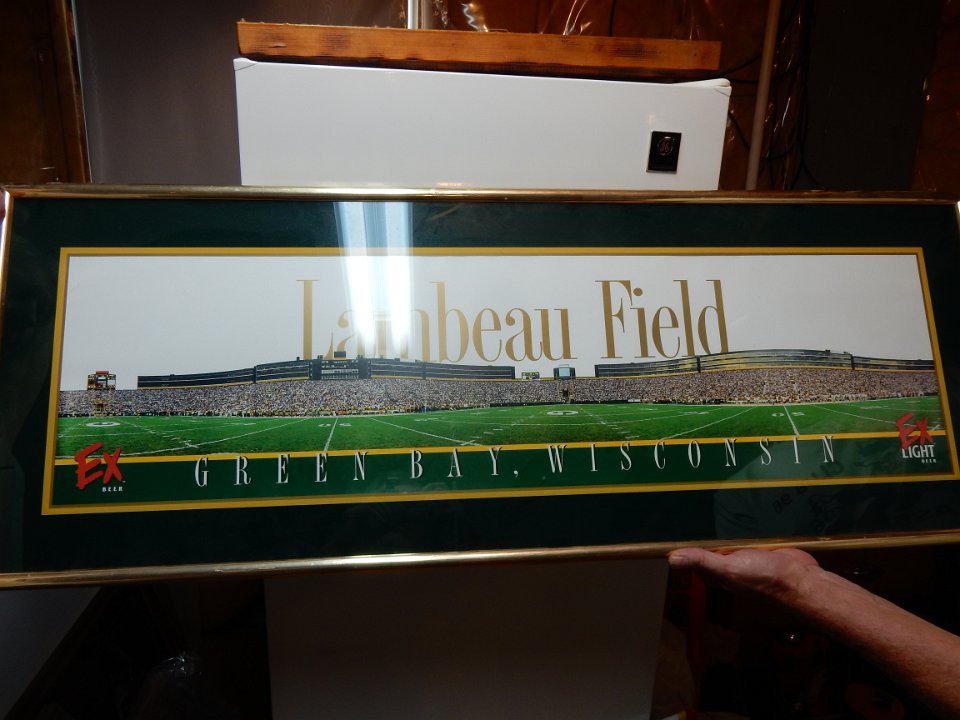 Lambeau Field
GREEN BAY, WISCONSIN
EX
BEER
EX
LIGHT
BEER